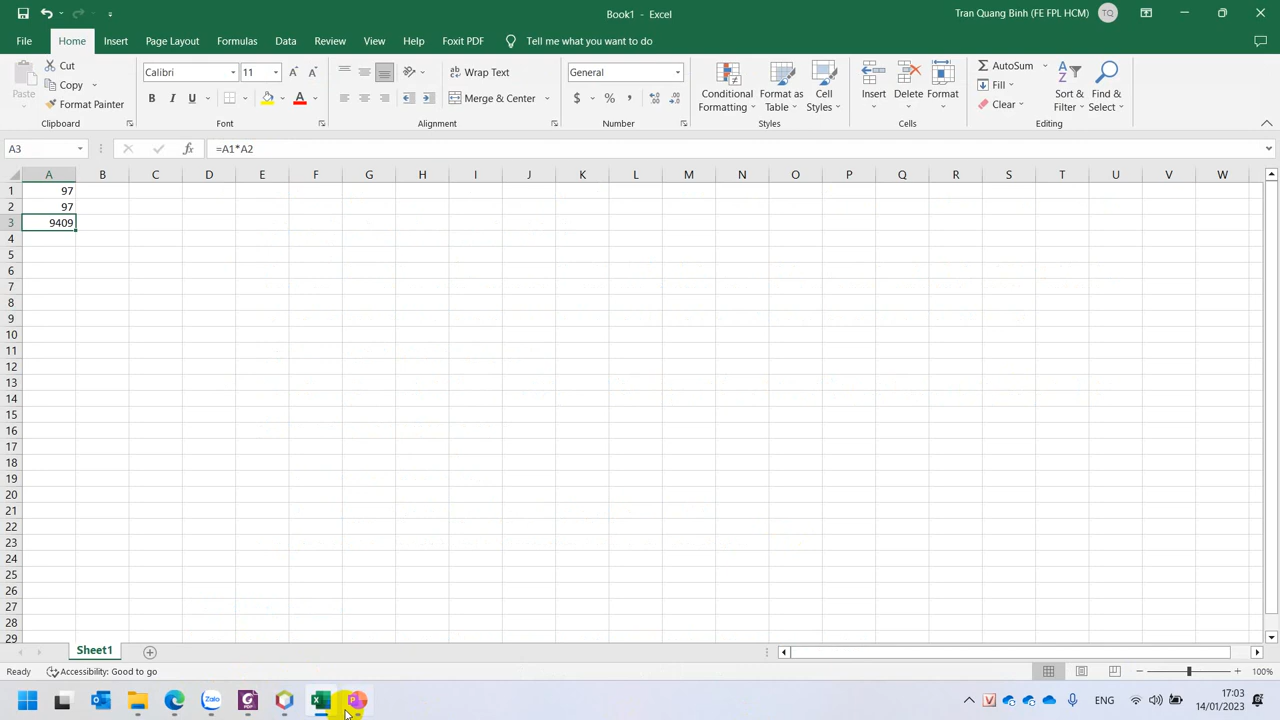 Book1 - Excel
Tran Quang Binh (FE FPL HCM)
TQ
File Home Insert Page Layout Formulas Data Review View Help Foxit PDF Tell me what you want to do
Paste
Cut
Copy
Format Painter
Clipboard
Calibri 11
B I U
Font
Wrap Text
Merge & Center
Alignment
General
$ % ,
Number
Conditional Formatting
Format as Table
Cell Styles
Styles
Insert Delete Format
Cells
AutoSum
Fill
Clear
Sort & Filter
Find & Select
Editing
A3 fx =A1*A2
A B C D E F G H I J K L M N O P Q R S T U V W
1 97
2 97
3 9409
4
5
6
7
8
9
10
11
12
13
14
15
16
17
18
19
20
21
22
23
24
25
26
27
28
29
Sheet1
Ready Accessibility: Good to go 100%
Zalo
ENG
17:03
14/01/2023